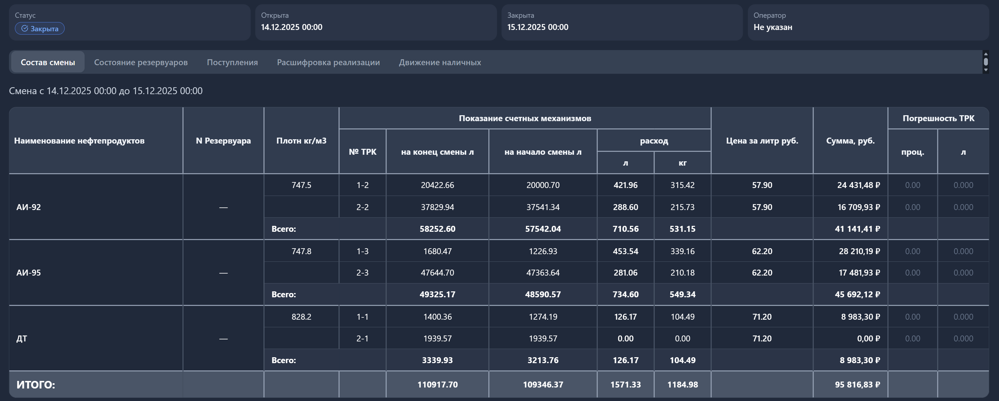 Статус
Закрыта
Открыта
14.12.2025 00:00
Закрыта
15.12.2025 00:00
Оператор
Не указан
Состав смены Состояние резервуаров Поступления Расшифровка реализации Движение наличных
Смена с 14.12.2025 00:00 до 15.12.2025 00:00
Наименование нефтепродуктов N Резервуара Плотн кг/м3 Показание счетных механизмов Цена за литр руб. Сумма, руб. Погрешность ТРК
№ ТРК на конец смены л на начало смены л расход проц. л
л кг
АИ-92 — 747.5 1-2 20422.66 20000.70 421.96 315.42 57.90 24 431,48 ₽ 0.00 0.000
2-2 37829.94 37541.34 288.60 215.73 57.90 16 709,93 ₽ 0.00 0.000
Всего: 58252.60 57542.04 710.56 531.15 41 141,41 ₽
АИ-95 — 747.8 1-3 1680.47 1226.93 453.54 339.16 62.20 28 210,19 ₽ 0.00 0.000
2-3 47644.70 47363.64 281.06 210.18 62.20 17 481,93 ₽ 0.00 0.000
Всего: 49325.17 48590.57 734.60 549.34 45 692,12 ₽
ДТ — 828.2 1-1 1400.36 1274.19 126.17 104.49 71.20 8 983,30 ₽ 0.00 0.000
2-1 1939.57 1939.57 0.00 0.00 71.20 0,00 ₽ 0.00 0.000
Всего: 3339.93 3213.76 126.17 104.49 8 983,30 ₽
ИТОГО: 110917.70 109346.37 1571.33 1184.98 95 816,83 ₽